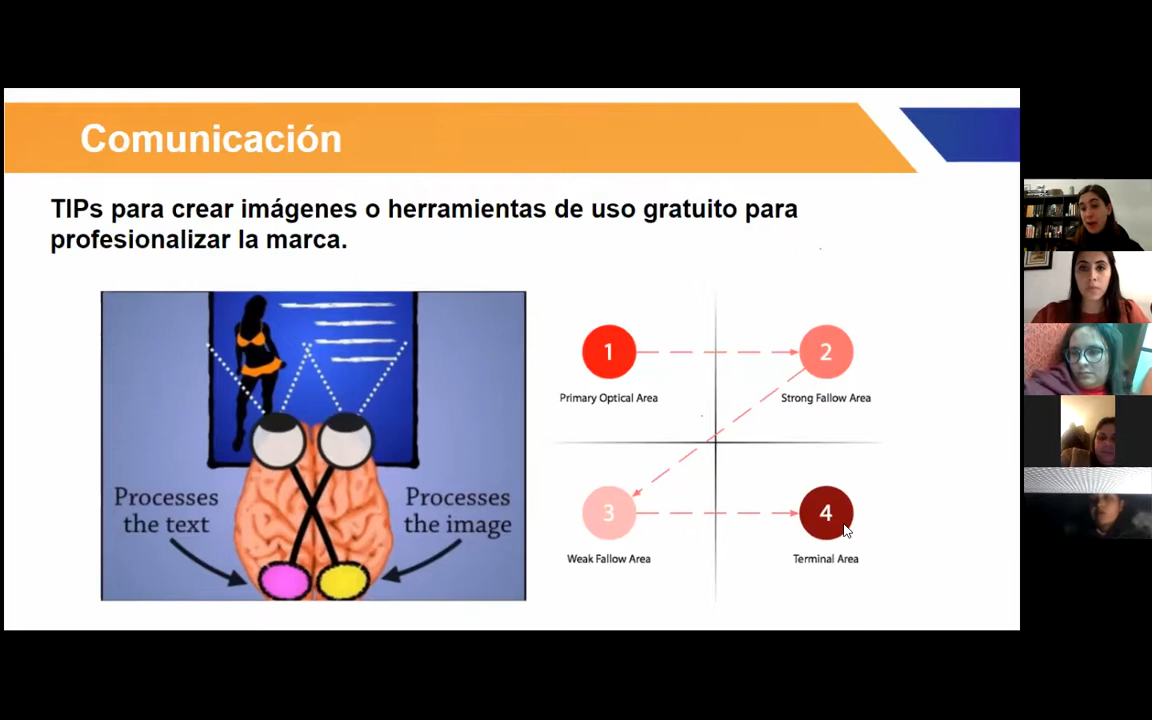 Comunicación
TIPs para crear imágenes o herramientas de uso gratuito para
profesionalizar la marca.
Processes
the text
Processes
the image
1
2
Primary Optical Area
Strong Fallow Area
3
4
Weak Fallow Area
Terminal Area